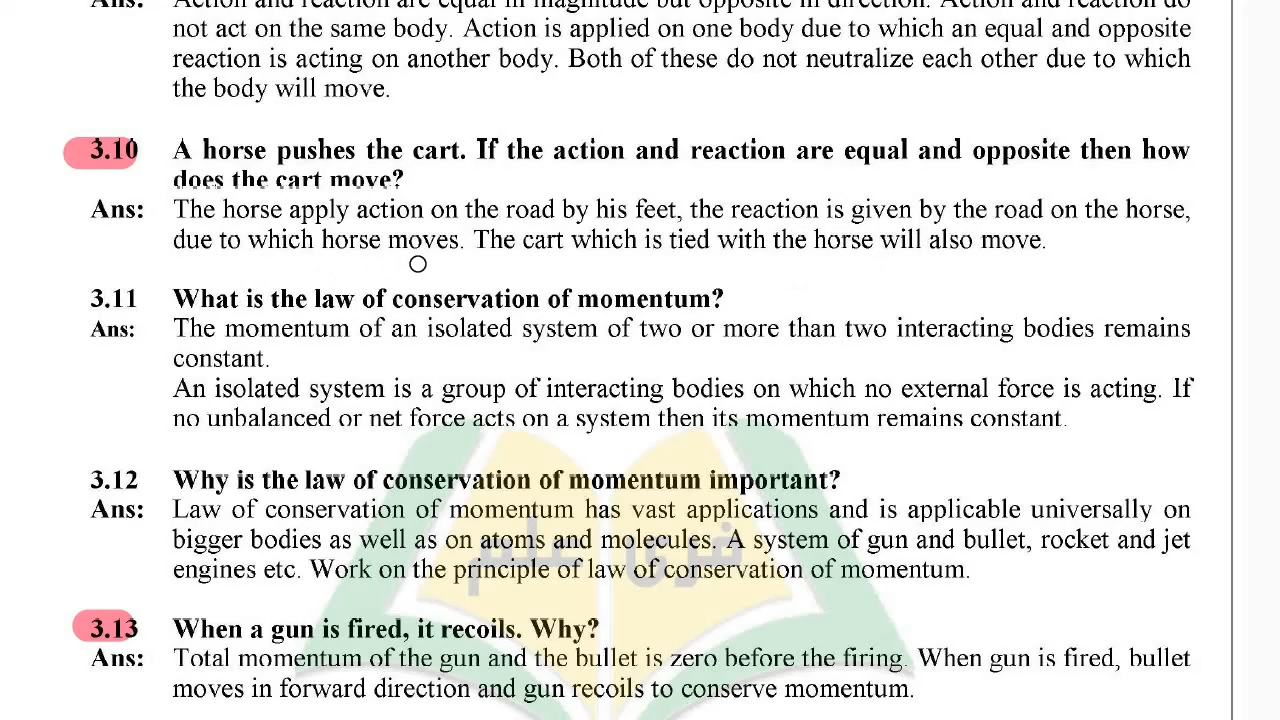 Ans: Action and reaction are equal in magnitude but opposite in direction. Action and reaction do
not act on the same body. Action is applied on one body due to which an equal and opposite
reaction is acting on another body. Both of these do not neutralize each other due to which
the body will move.
3.10 A horse pushes the cart. If the action and reaction are equal and opposite then how
does the cart move?
Ans: The horse apply action on the road by his feet, the reaction is given by the road on the horse,
due to which horse moves. The cart which is tied with the horse will also move.
3.11 What is the law of conservation of momentum?
Ans: The momentum of an isolated system of two or more than two interacting bodies remains
constant.
An isolated system is a group of interacting bodies on which no external force is acting. If
no unbalanced or net force acts on a system then its momentum remains constant.
3.12 Why is the law of conservation of momentum important?
Ans: Law of conservation of momentum has vast applications and is applicable universally on
bigger bodies as well as on atoms and molecules. A system of gun and bullet, rocket and jet
engines etc. Work on the principle of law of conservation of momentum.
فری علم
3.13 When a gun is fired, it recoils. Why?
Ans: Total momentum of the gun and the bullet is zero before the firing. When gun is fired, bullet
moves in forward direction and gun recoils to conserve momentum.